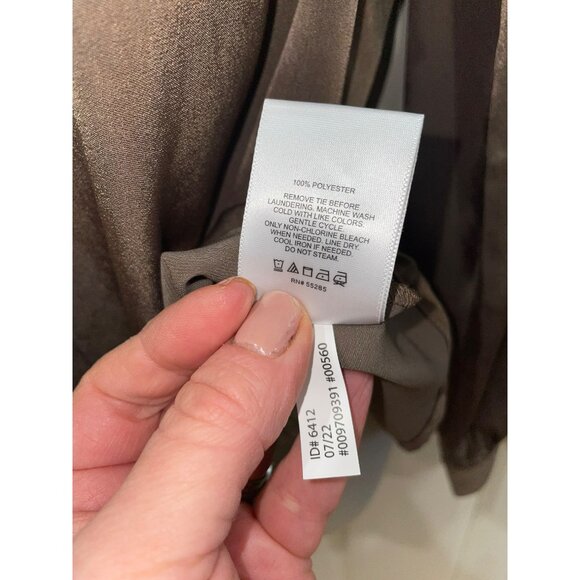 100% POLYESTER
REMOVE TIE BEFORE
LAUNDERING. MACHINE WASH
COLD WITH LIKE COLORS.
GENTLE CYCLE.
ONLY NON-CHLORINE BLEACH
WHEN NEEDED. LINE DRY.
COOL IRON IF NEEDED.
DO NOT STEAM.
RN# 55285
ID# 6412
07/22
#009709391 #00560